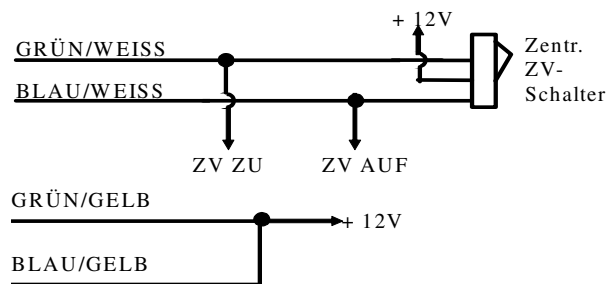 + 12V
GRÜN/WEISS
Zentr.
ZV-
Schalter
BLAU/WEISS
ZV ZU
ZV AUF
GRÜN/GELB
+ 12V
BLAU/GELB